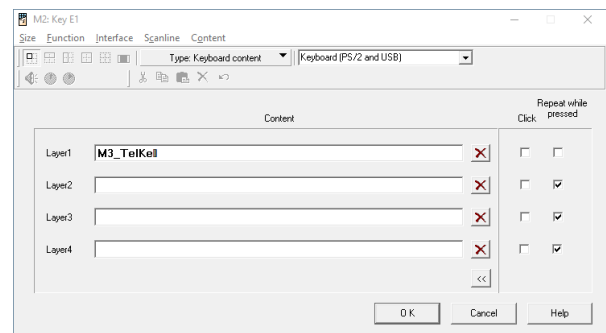 M2: Key E1
Size Function Interface Scanline Content
Type: Keyboard content Keyboard (PS/2 and USB)
Content Click Repeat while pressed
Layer1 M3_TelKell
Layer2
Layer3
Layer4
<<
OK Cancel Help